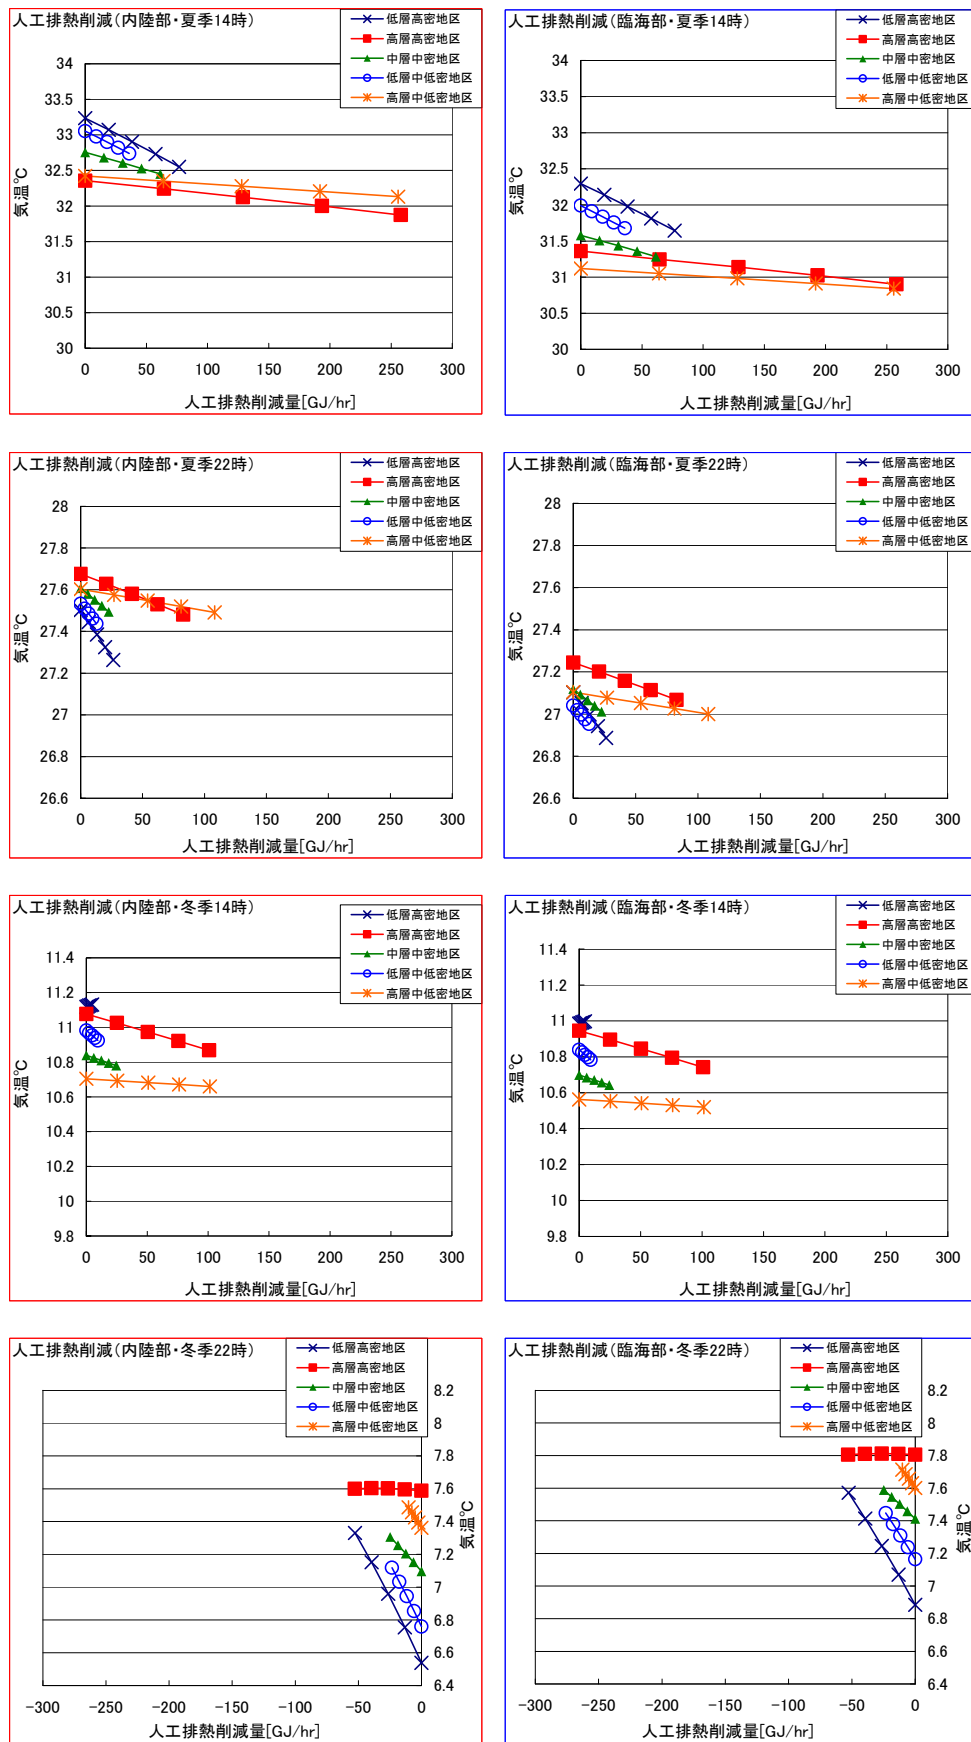 人工排熱削減(内陸部・夏季14時)
低層高密地区
高層高密地区
中層中密地区
低層中低密地区
高層中低密地区
34
33.5
33
32.5
32
31.5
31
30.5
30
気温℃
0 50 100 150 200 250 300
人工排熱削減量[GJ/hr]
人工排熱削減(臨海部・夏季14時)
低層高密地区
高層高密地区
中層中密地区
低層中低密地区
高層中低密地区
34
33.5
33
32.5
32
31.5
31
30.5
30
気温℃
0 50 100 150 200 250 300
人工排熱削減量[GJ/hr]
人工排熱削減(内陸部・夏季22時)
低層高密地区
高層高密地区
中層中密地区
低層中低密地区
高層中低密地区
28
27.8
27.6
27.4
27.2
27
26.8
26.6
気温℃
0 50 100 150 200 250 300
人工排熱削減量[GJ/hr]
人工排熱削減(臨海部・夏季22時)
低層高密地区
高層高密地区
中層中密地区
低層中低密地区
高層中低密地区
28
27.8
27.6
27.4
27.2
27
26.8
26.6
気温℃
0 50 100 150 200 250 300
人工排熱削減量[GJ/hr]
人工排熱削減(内陸部・冬季14時)
低層高密地区
高層高密地区
中層中密地区
低層中低密地区
高層中低密地区
11.4
11.2
11
10.8
10.6
10.4
10.2
10
9.8
気温℃
0 50 100 150 200 250 300
人工排熱削減量[GJ/hr]
人工排熱削減(臨海部・冬季14時)
低層高密地区
高層高密地区
中層中密地区
低層中低密地区
高層中低密地区
11.4
11.2
11
10.8
10.6
10.4
10.2
10
9.8
気温℃
0 50 100 150 200 250 300
人工排熱削減量[GJ/hr]
人工排熱削減(内陸部・冬季22時)
低層高密地区
高層高密地区
中層中密地区
低層中低密地区
高層中低密地区
8.2
8
7.8
7.6
7.4
7.2
7
6.8
6.6
6.4
気温℃
-300 -250 -200 -150 -100 -50 0
人工排熱削減量[GJ/hr]
人工排熱削減(臨海部・冬季22時)
低層高密地区
高層高密地区
中層中密地区
低層中低密地区
高層中低密地区
8.2
8
7.8
7.6
7.4
7.2
7
6.8
6.6
6.4
気温℃
-300 -250 -200 -150 -100 -50 0
人工排熱削減量[GJ/hr]